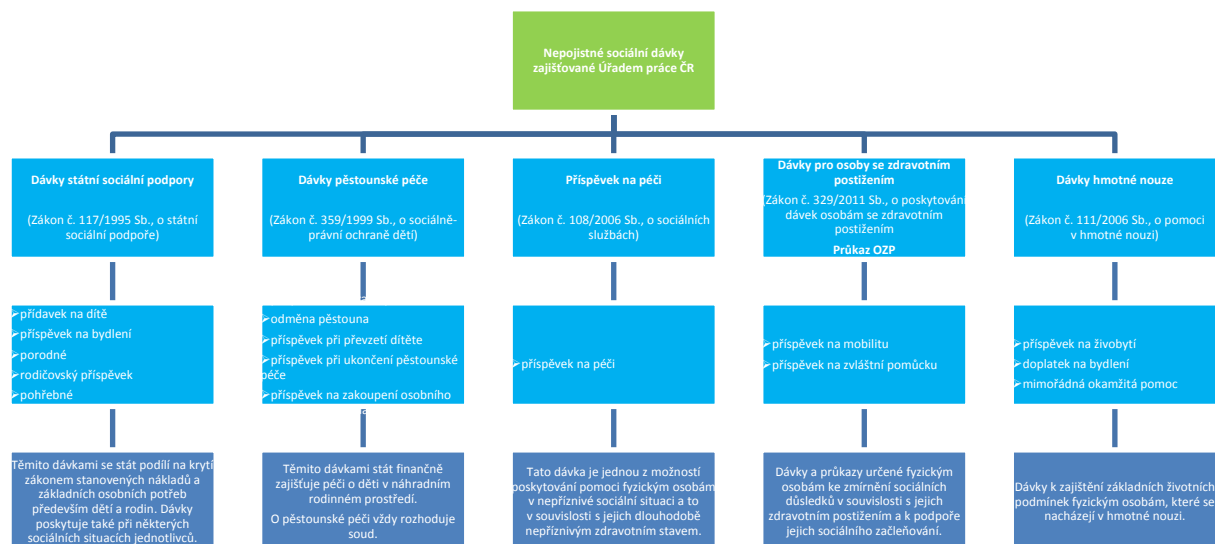 Nepojistné sociální dávky
zajišťované Úřadem práce ČR
Dávky státní sociální podpory
(Zákon č. 117/1995 Sb., o státní
sociální podpoře)
Dávky pěstounské péče
(Zákon č. 359/1999 Sb., o sociálně-
právní ochraně dětí)
Příspěvek na péči
(Zákon č. 108/2006 Sb., o sociálních
službách)
Dávky pro osoby se zdravotním
postižením
(Zákon č. 329/2011 Sb., o poskytování
dávek osobám se zdravotním
postižením
Průkaz OZP
Dávky hmotné nouze
(Zákon č. 111/2006 Sb., o pomoci
v hmotné nouzi)
➢přídavek na dítě
➢příspěvek na bydlení
➢porodné
➢rodičovský příspěvek
➢pohřebné
➢odměna pěstouna
➢příspěvek při převzetí dítěte
➢příspěvek při ukončení pěstounské
péče
➢příspěvek na zakoupení osobního
➢příspěvek na péči
➢příspěvek na mobilitu
➢příspěvek na zvláštní pomůcku
➢příspěvek na živobytí
➢doplatek na bydlení
➢mimořádná okamžitá pomoc
Těmito dávkami se stát podílí na krytí
zákonem stanovených nákladů a
základních osobních potřeb
především dětí a rodin. Dávky
poskytuje také při některých
sociálních situacích jednotlivců.
Těmito dávkami stát finančně
zajišťuje péči o děti v náhradním
rodinném prostředí.
O pěstounské péči vždy rozhoduje
soud.
Tato dávka je jednou z možností
poskytování pomoci fyzickým osobám
v nepříznivé sociální situaci a to
v souvislosti s jejich dlouhodobě
nepříznivým zdravotním stavem.
Dávky a průkazy určené fyzickým
osobám ke zmírnění sociálních
důsledků v souvislosti s jejich
zdravotním postižením a k podpoře
jejich sociálního začleňování.
Dávky k zajištění základních životních
podmínek fyzickým osobám, které se
nacházejí v hmotné nouzi.